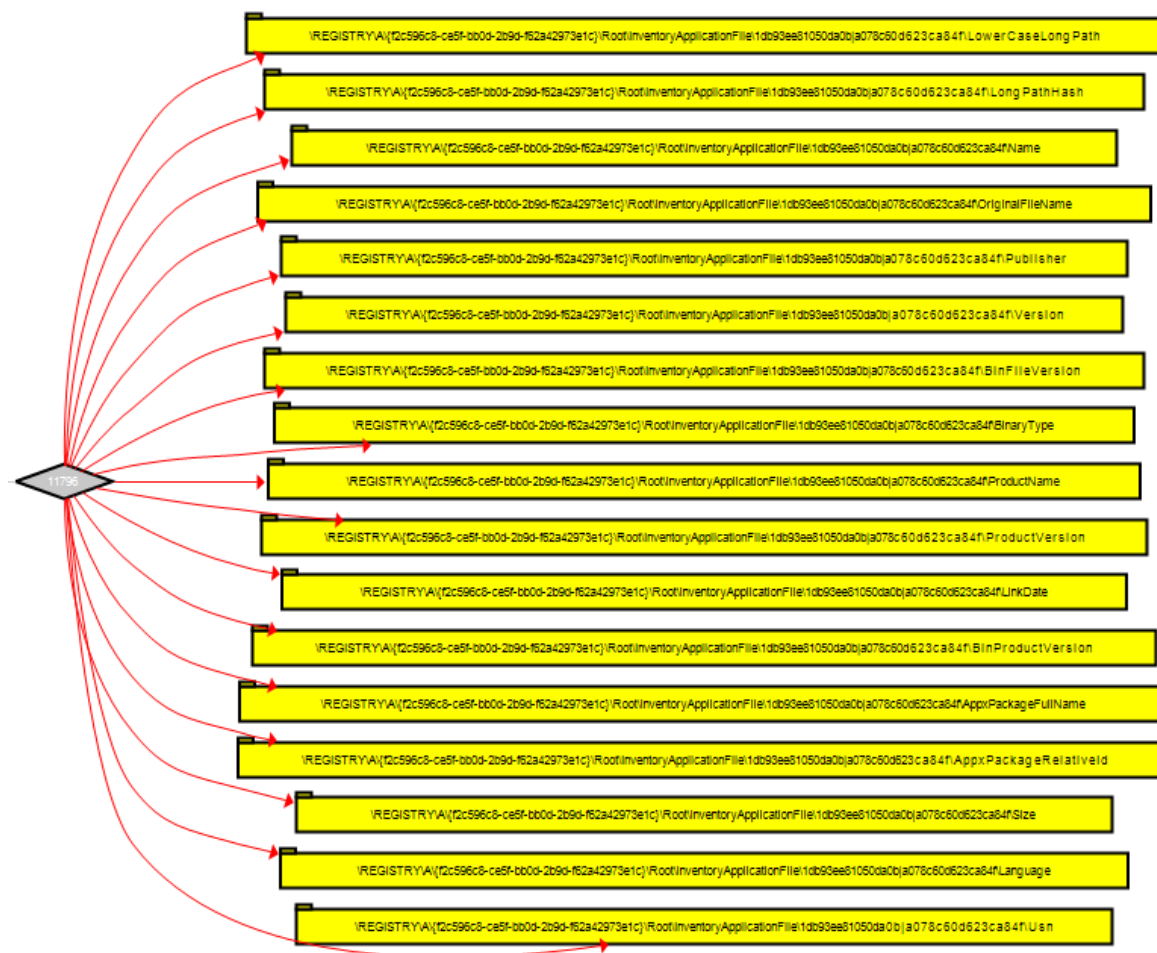 \REGISTRY\A\{f2c596c8-ce5f-bb0d-2b9d-f62a42973e1c}\Root\InventoryApplicationFile\1db93ee81050da0b|a078c60d623ca84f\LowerCaseLongPath
\REGISTRY\A\{f2c596c8-ce5f-bb0d-2b9d-f62a42973e1c}\Root\InventoryApplicationFile\1db93ee81050da0b|a078c60d623ca84f\LongPathHash
\REGISTRY\A\{f2c596c8-ce5f-bb0d-2b9d-f62a42973e1c}\Root\InventoryApplicationFile\1db93ee81050da0b|a078c60d623ca84f\Name
\REGISTRY\A\{f2c596c8-ce5f-bb0d-2b9d-f62a42973e1c}\Root\InventoryApplicationFile\1db93ee81050da0b|a078c60d623ca84f\OriginalFileName
\REGISTRY\A\{f2c596c8-ce5f-bb0d-2b9d-f62a42973e1c}\Root\InventoryApplicationFile\1db93ee81050da0b|a078c60d623ca84f\Publisher
\REGISTRY\A\{f2c596c8-ce5f-bb0d-2b9d-f62a42973e1c}\Root\InventoryApplicationFile\1db93ee81050da0b|a078c60d623ca84f\Version
\REGISTRY\A\{f2c596c8-ce5f-bb0d-2b9d-f62a42973e1c}\Root\InventoryApplicationFile\1db93ee81050da0b|a078c60d623ca84f\BinFileVersion
\REGISTRY\A\{f2c596c8-ce5f-bb0d-2b9d-f62a42973e1c}\Root\InventoryApplicationFile\1db93ee81050da0b|a078c60d623ca84f\BinaryType
11796
\REGISTRY\A\{f2c596c8-ce5f-bb0d-2b9d-f62a42973e1c}\Root\InventoryApplicationFile\1db93ee81050da0b|a078c60d623ca84f\ProductName
\REGISTRY\A\{f2c596c8-ce5f-bb0d-2b9d-f62a42973e1c}\Root\InventoryApplicationFile\1db93ee81050da0b|a078c60d623ca84f\ProductVersion
\REGISTRY\A\{f2c596c8-ce5f-bb0d-2b9d-f62a42973e1c}\Root\InventoryApplicationFile\1db93ee81050da0b|a078c60d623ca84f\LinkDate
\REGISTRY\A\{f2c596c8-ce5f-bb0d-2b9d-f62a42973e1c}\Root\InventoryApplicationFile\1db93ee81050da0b|a078c60d623ca84f\BinProductVersion
\REGISTRY\A\{f2c596c8-ce5f-bb0d-2b9d-f62a42973e1c}\Root\InventoryApplicationFile\1db93ee81050da0b|a078c60d623ca84f\AppxPackageFullName
\REGISTRY\A\{f2c596c8-ce5f-bb0d-2b9d-f62a42973e1c}\Root\InventoryApplicationFile\1db93ee81050da0b|a078c60d623ca84f\AppxPackageRelativeId
\REGISTRY\A\{f2c596c8-ce5f-bb0d-2b9d-f62a42973e1c}\Root\InventoryApplicationFile\1db93ee81050da0b|a078c60d623ca84f\Size
\REGISTRY\A\{f2c596c8-ce5f-bb0d-2b9d-f62a42973e1c}\Root\InventoryApplicationFile\1db93ee81050da0b|a078c60d623ca84f\Language
\REGISTRY\A\{f2c596c8-ce5f-bb0d-2b9d-f62a42973e1c}\Root\InventoryApplicationFile\1db93ee81050da0b|a078c60d623ca84f\Usn